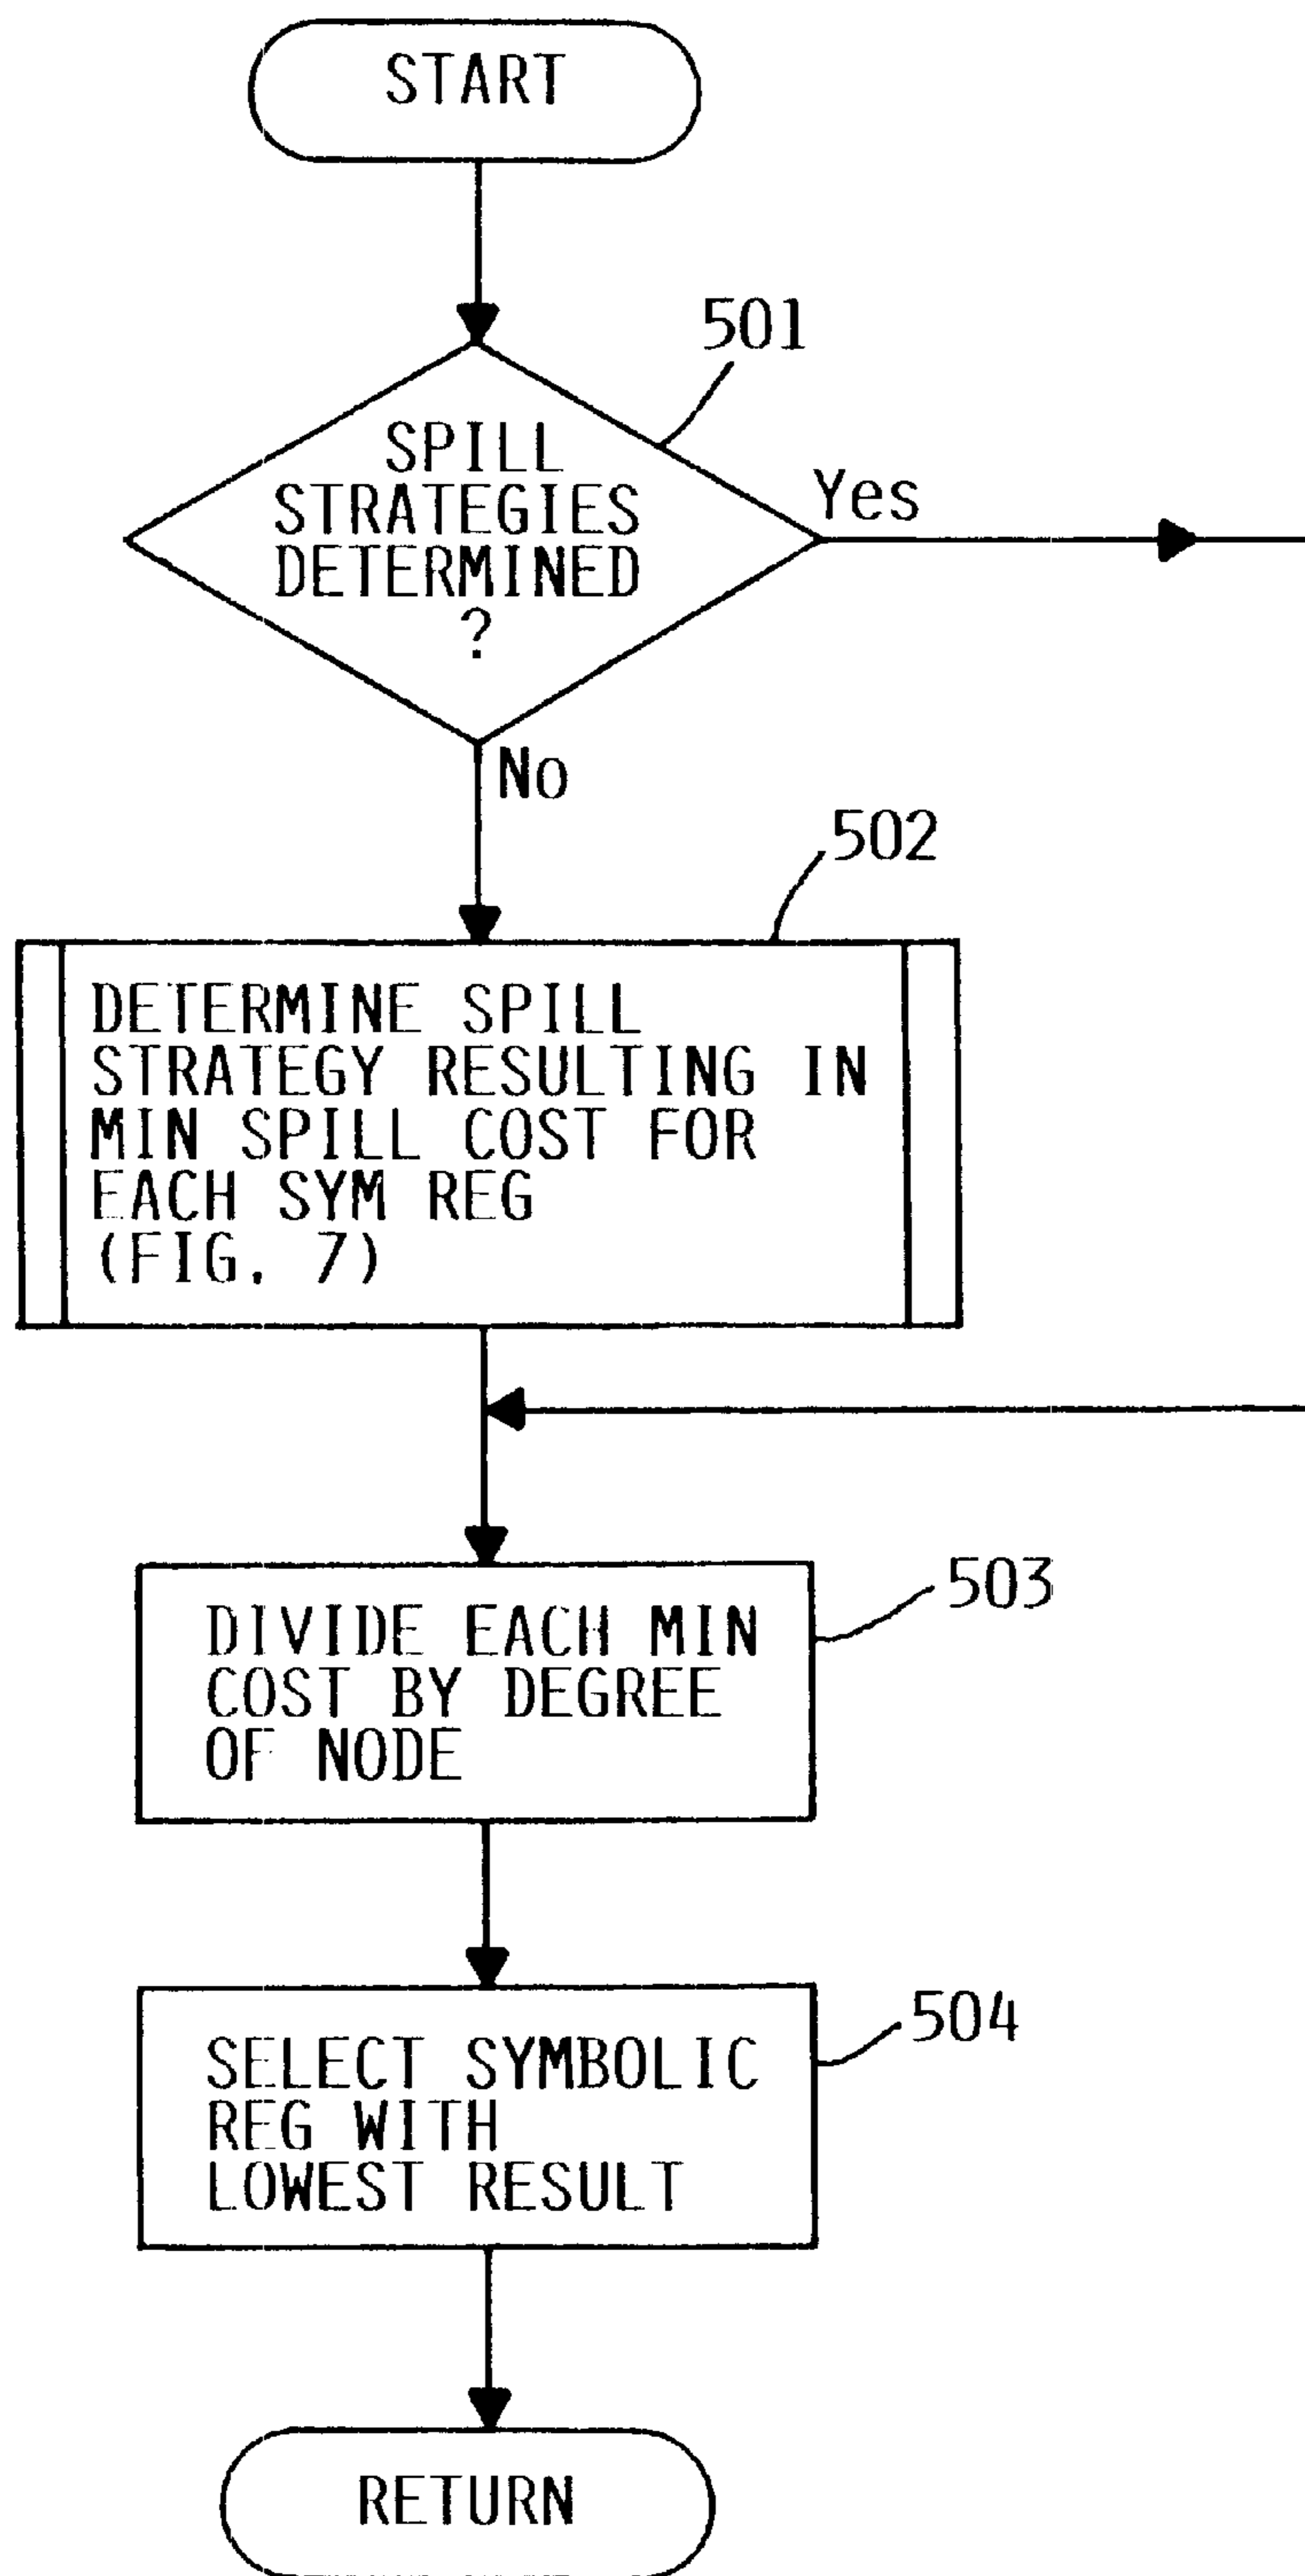 START
501
SPILL
STRATEGIES
DETERMINED
?
Yes
No
502
DETERMINE SPILL
STRATEGY RESULTING IN
MIN SPILL COST FOR
EACH SYM REG
(FIG. 7)
503
DIVIDE EACH MIN
COST BY DEGREE
OF NODE
504
SELECT SYMBOLIC
REG WITH
LOWEST RESULT
RETURN